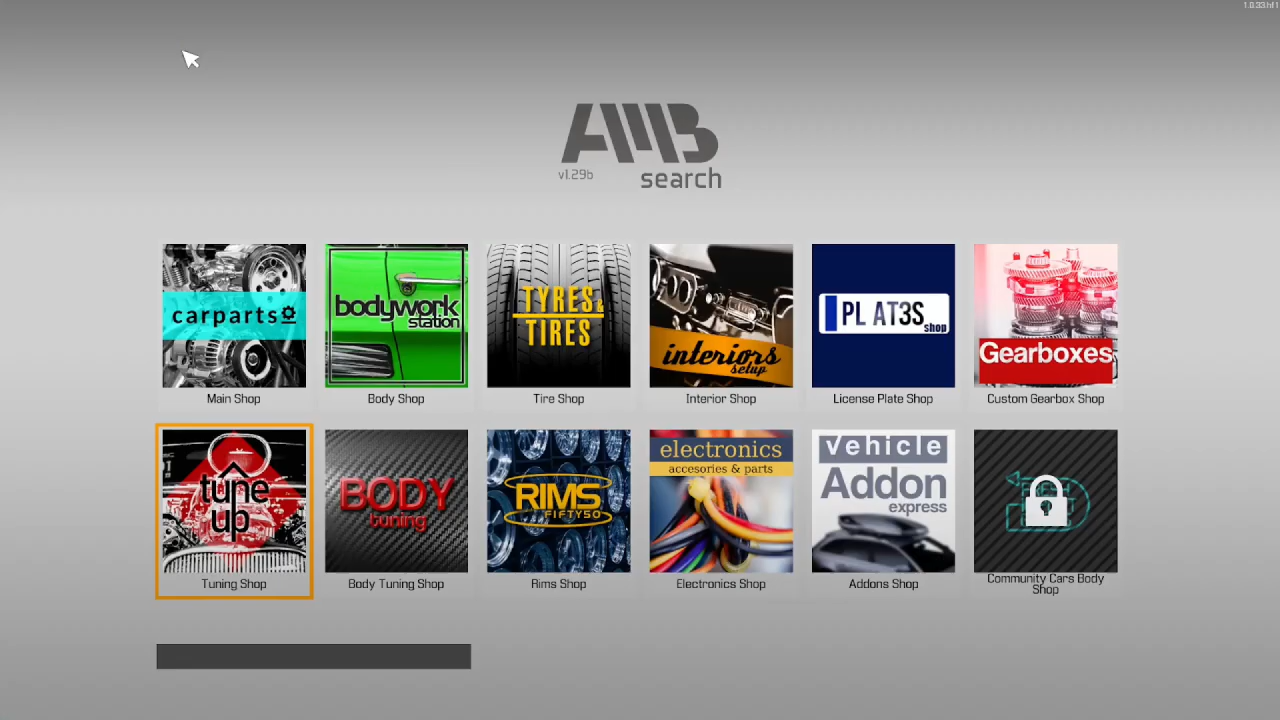 1.0.33.hf1
AMB
v1.29b
search
carparts
bodywork
station
TYRES &
TIRES
interiors
setup
PL AT3S
shop
Gearboxes
Main Shop
Body Shop
Tire Shop
Interior Shop
License Plate Shop
Custom Gearbox Shop
tune
up
BODY
tuning
RIMS
FIFTY50
electronics
accesories & parts
vehicle
Addon
express
Tuning Shop
Body Tuning Shop
Rims Shop
Electronics Shop
Addons Shop
Community Cars Body
Shop